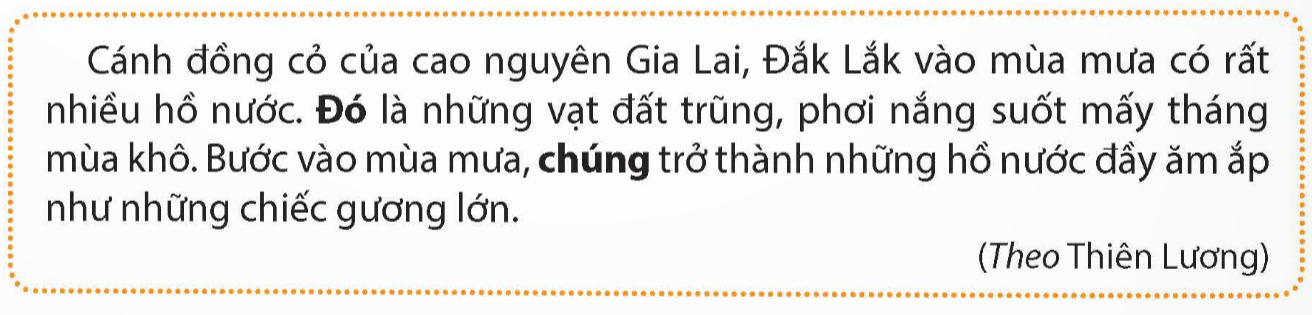 Cánh đồng cỏ của cao nguyên Gia Lai, Đắk Lắk vào mùa mưa có rất
nhiều hồ nước. Đó là những vạt đất trũng, phơi nắng suốt mấy tháng
mùa khô. Bước vào mùa mưa, chúng trở thành những hồ nước đầy ăm ắp
như những chiếc gương lớn.
(Theo Thiên Lương)